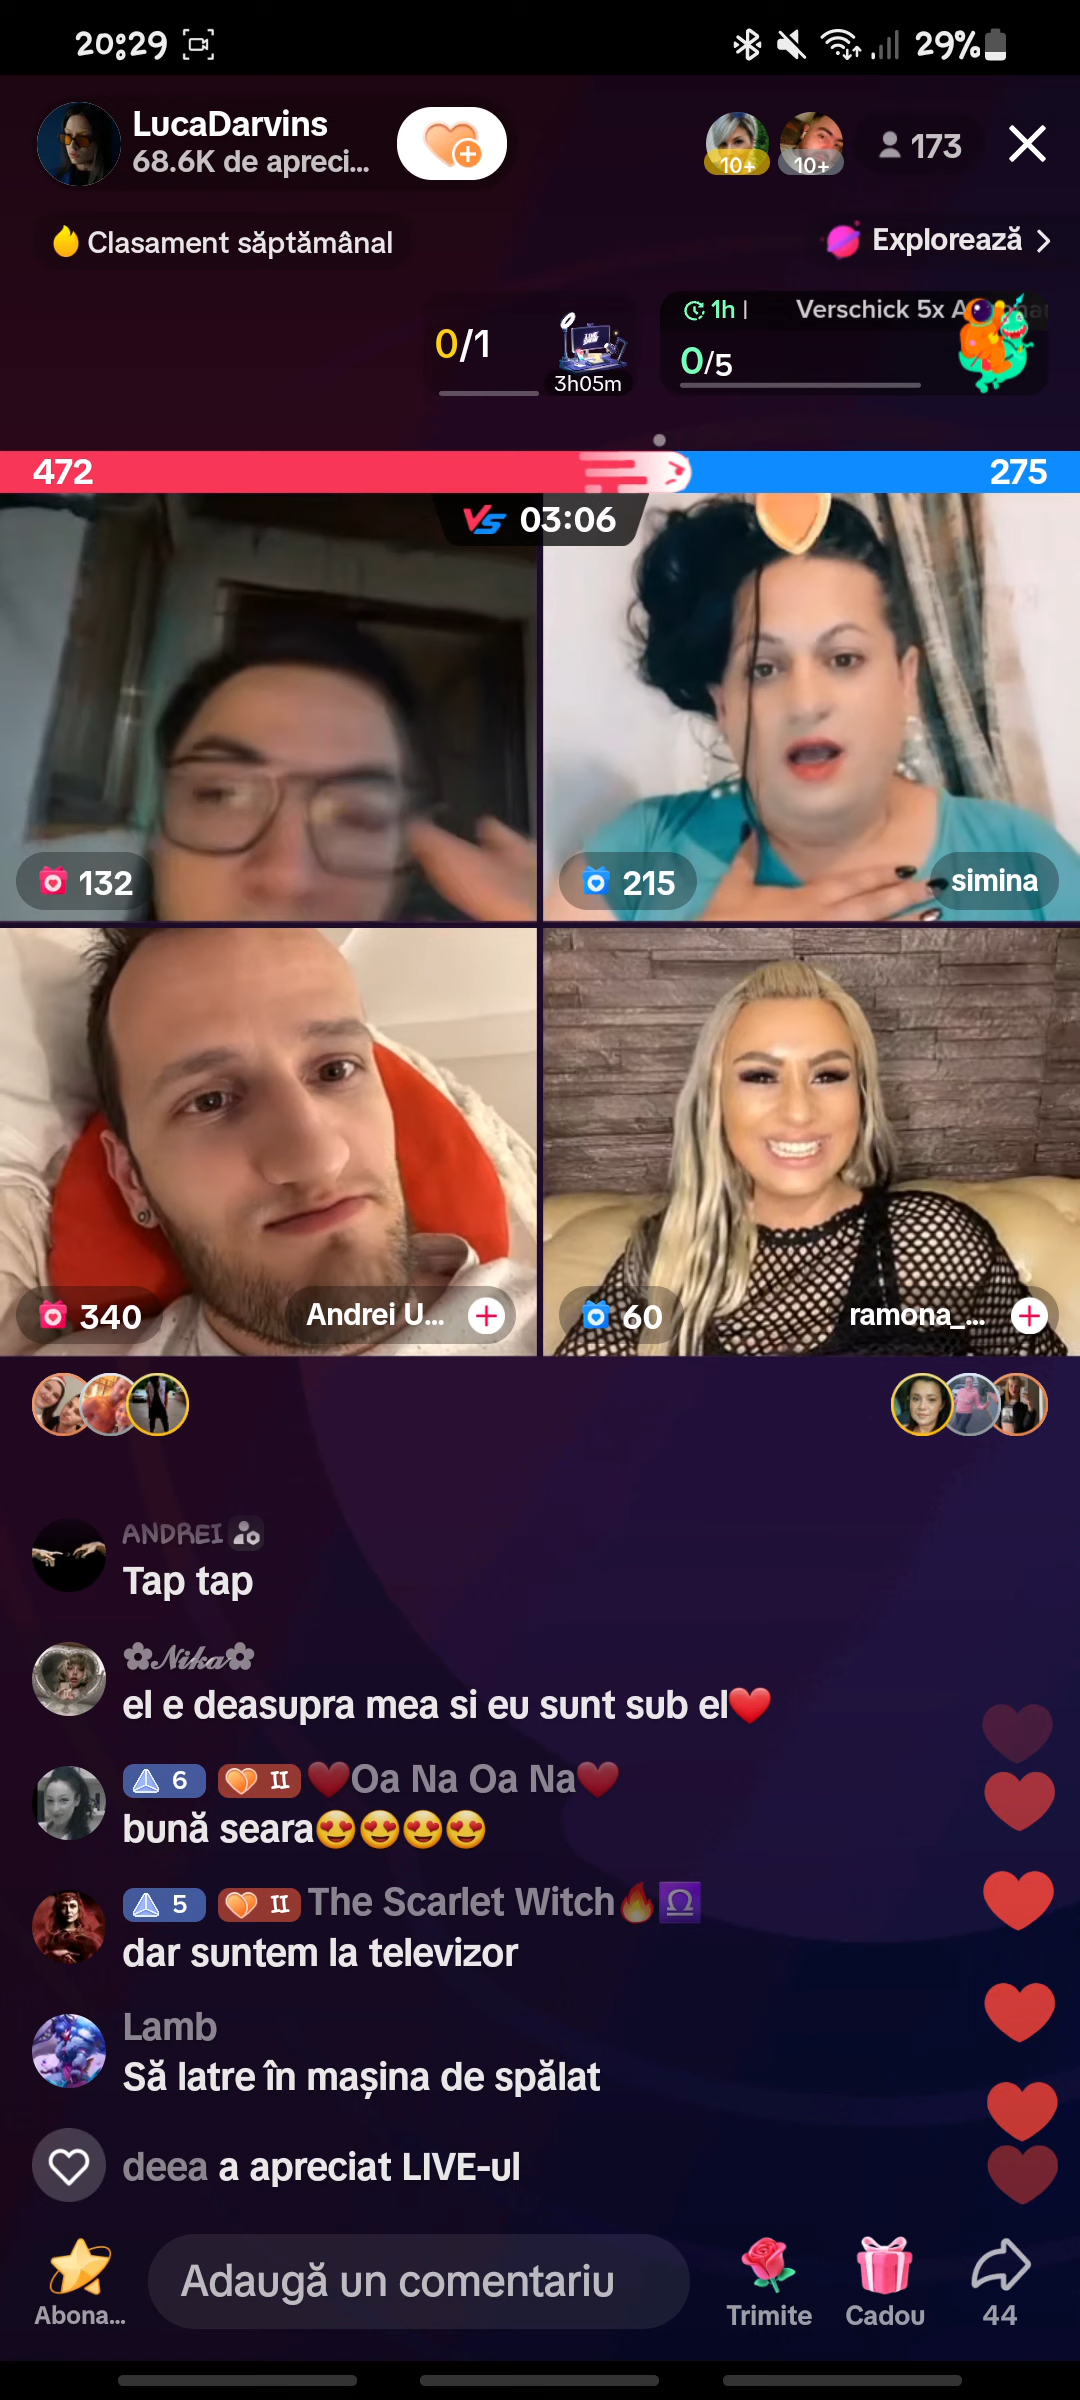 20:29
29%
LucaDarvins
68.6K de apreci...
10+
10+
173
Clasament săptămânal
Explorează
0/1
3h05m
1h |
Verschick 5x A
0/5
472
275
VS 03:06
132
215
simina
340
Andrei U...
60
ramona_...
ANDREI
Tap tap
✿𝓝𝓲𝓴𝓪✿
el e deasupra mea si eu sunt sub el❤️
6 II ❤️Oa Na Oa Na❤️
bună seara😍😍😍😍
5 II The Scarlet Witch🔥♎
dar suntem la televizor
Lamb
Să latre în mașina de spălat
deea a apreciat LIVE-ul
Abona...
Adaugă un comentariu
Trimite
Cadou
44